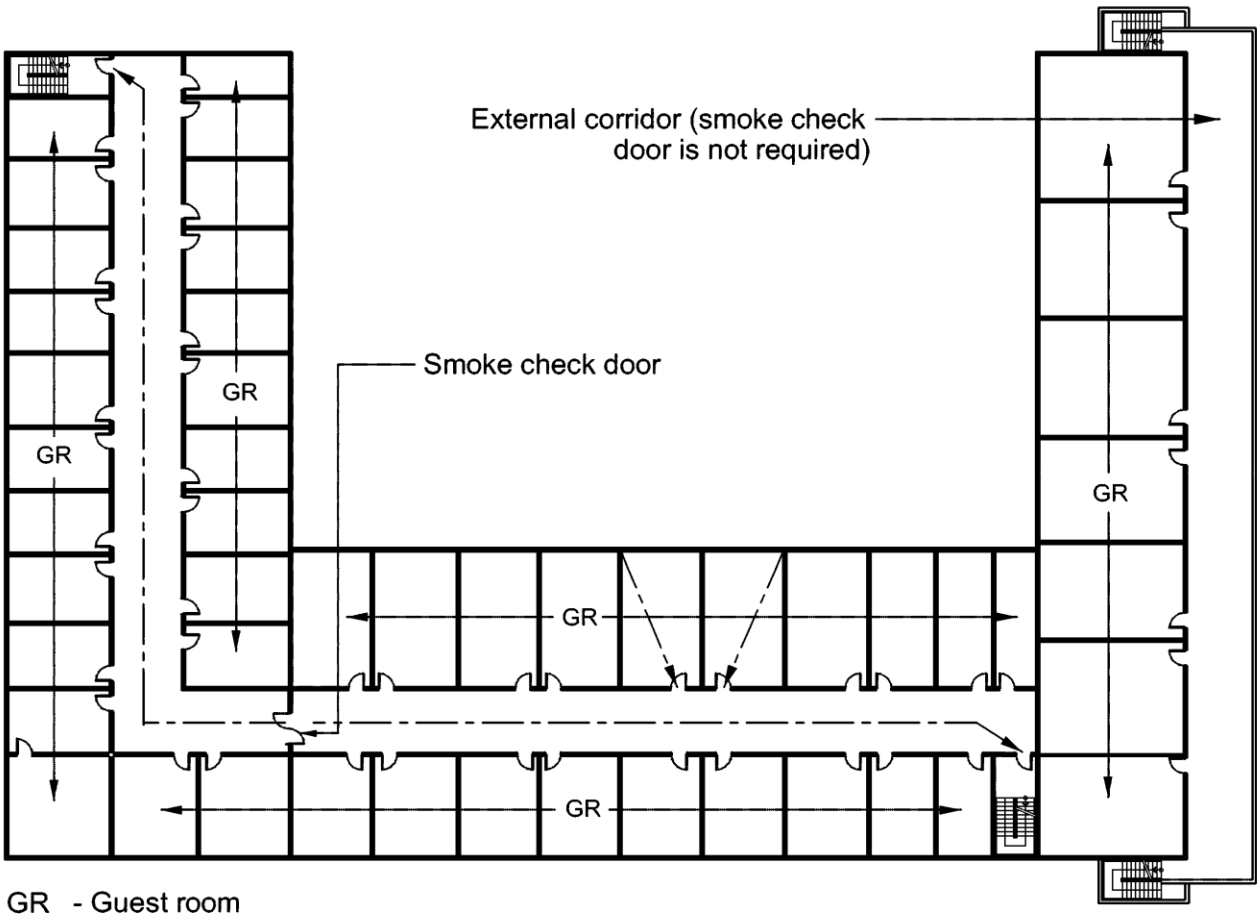 External corridor (smoke check
door is not required)
Smoke check door
GR
GR
GR
GR
GR
GR - Guest room